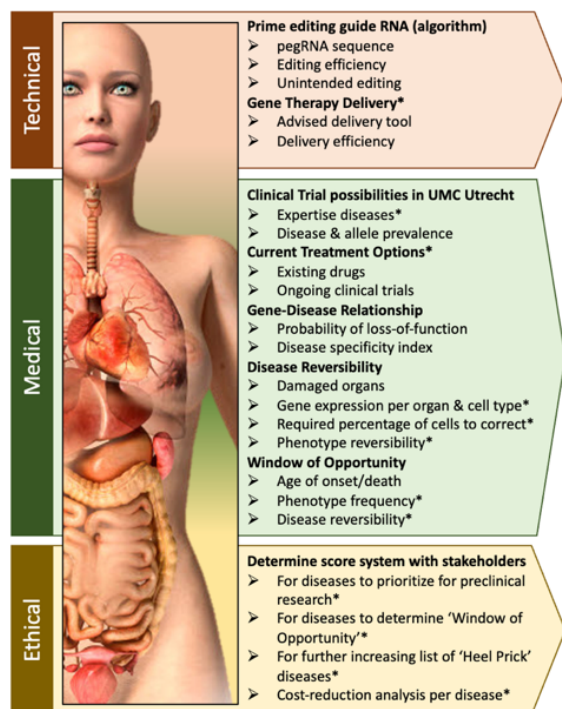 Technical
Prime editing guide RNA (algorithm)
➢ pegRNA sequence
➢ Editing efficiency
➢ Unintended editing
Gene Therapy Delivery*
➢ Advised delivery tool
➢ Delivery efficiency
Medical
Clinical Trial possibilities in UMC Utrecht
➢ Expertise diseases*
➢ Disease & allele prevalence
Current Treatment Options*
➢ Existing drugs
➢ Ongoing clinical trials
Gene-Disease Relationship
➢ Probability of loss-of-function
➢ Disease specificity index
Disease Reversibility
➢ Damaged organs
➢ Gene expression per organ & cell type*
➢ Required percentage of cells to correct*
➢ Phenotype reversibility*
Window of Opportunity
➢ Age of onset/death
➢ Phenotype frequency*
➢ Disease reversibility*
Ethical
Determine score system with stakeholders
➢ For diseases to prioritize for preclinical
research*
➢ For diseases to determine ‘Window of
Opportunity’*
➢ For further increasing list of ‘Heel Prick’
diseases*
➢ Cost-reduction analysis per disease*